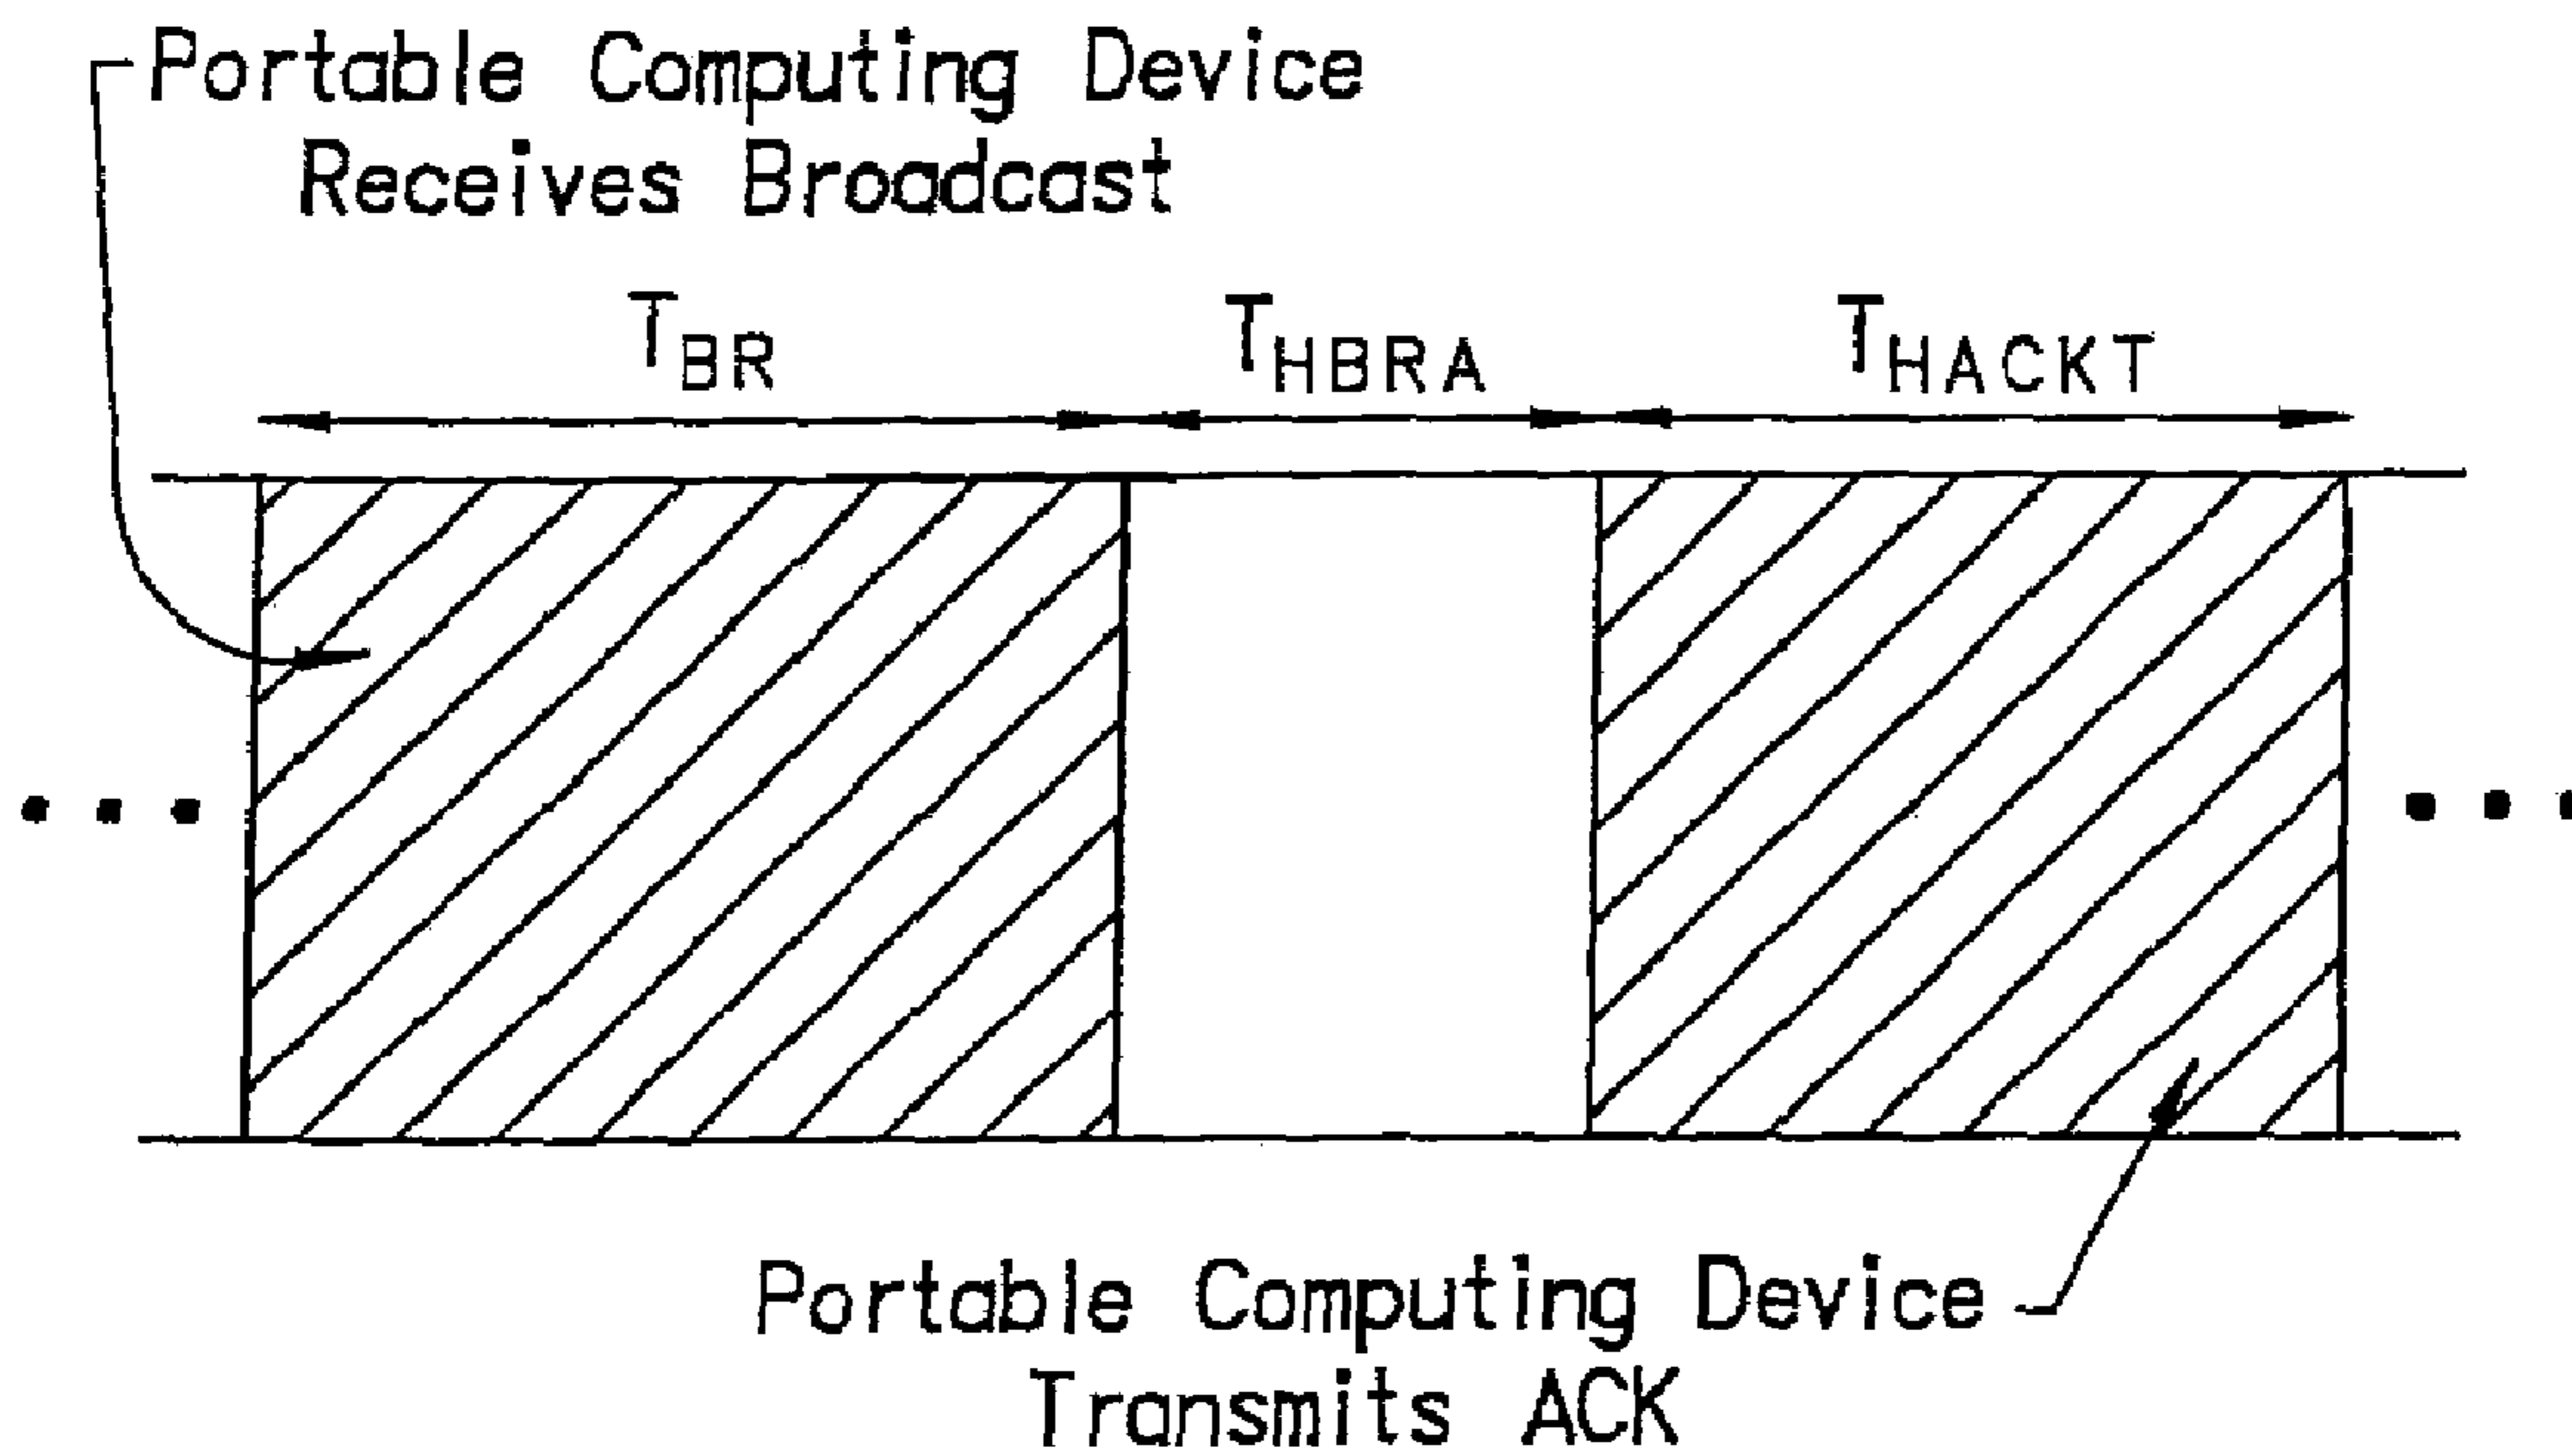 Portable Computing Device
Receives Broadcast
TBR THBRA THACKT
Portable Computing Device
Transmits ACK